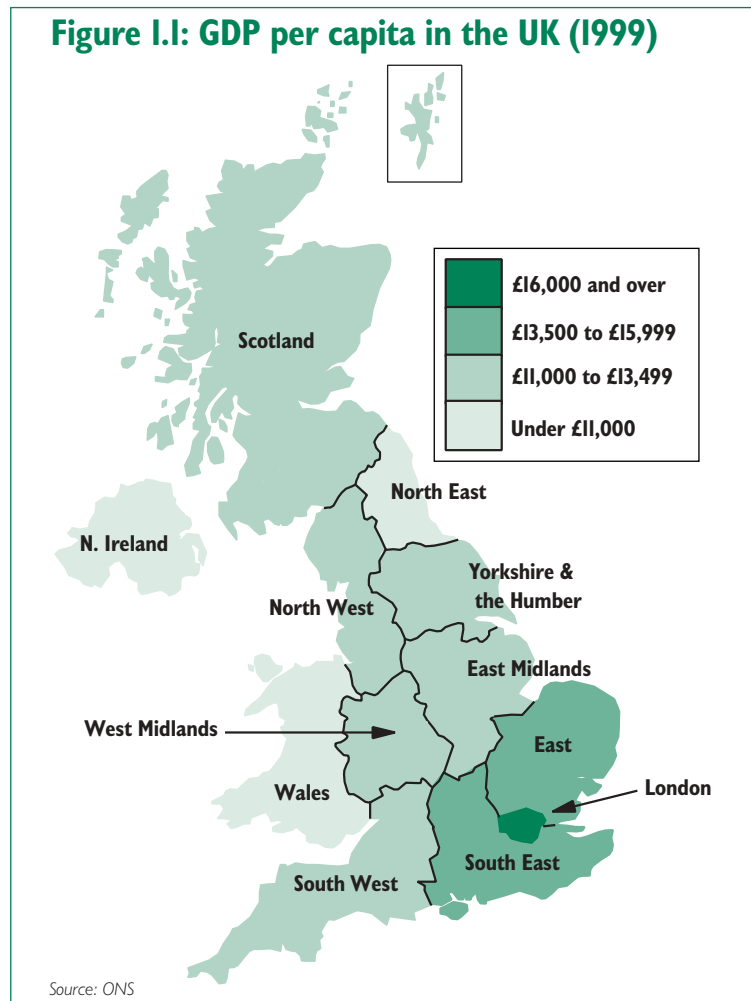 Figure 1.1: GDP per capita in the UK (1999)
£16,000 and over
£13,500 to £15,999
£11,000 to £13,499
Under £11,000
Scotland
North East
N. Ireland
Yorkshire &
the Humber
North West
East Midlands
West Midlands
East
London
Wales
South East
South West
Source: ONS